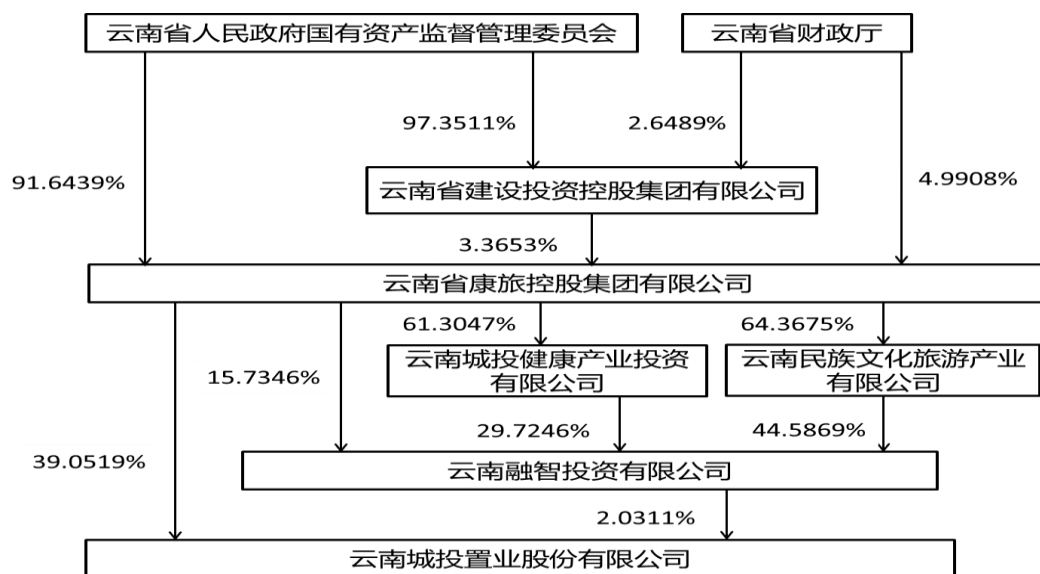 云南省人民政府国有资产监督管理委员会
云南省财政厅
97.3511%
2.6489%
91.6439%
4.9908%
云南省建设投资控股集团有限公司
3.3653%
云南省康旅控股集团有限公司
61.3047%
64.3675%
云南城投健康产业投资
有限公司
云南民族文化旅游产业
有限公司
15.7346%
29.7246%
44.5869%
39.0519%
云南融智投资有限公司
2.0311%
云南城投置业股份有限公司